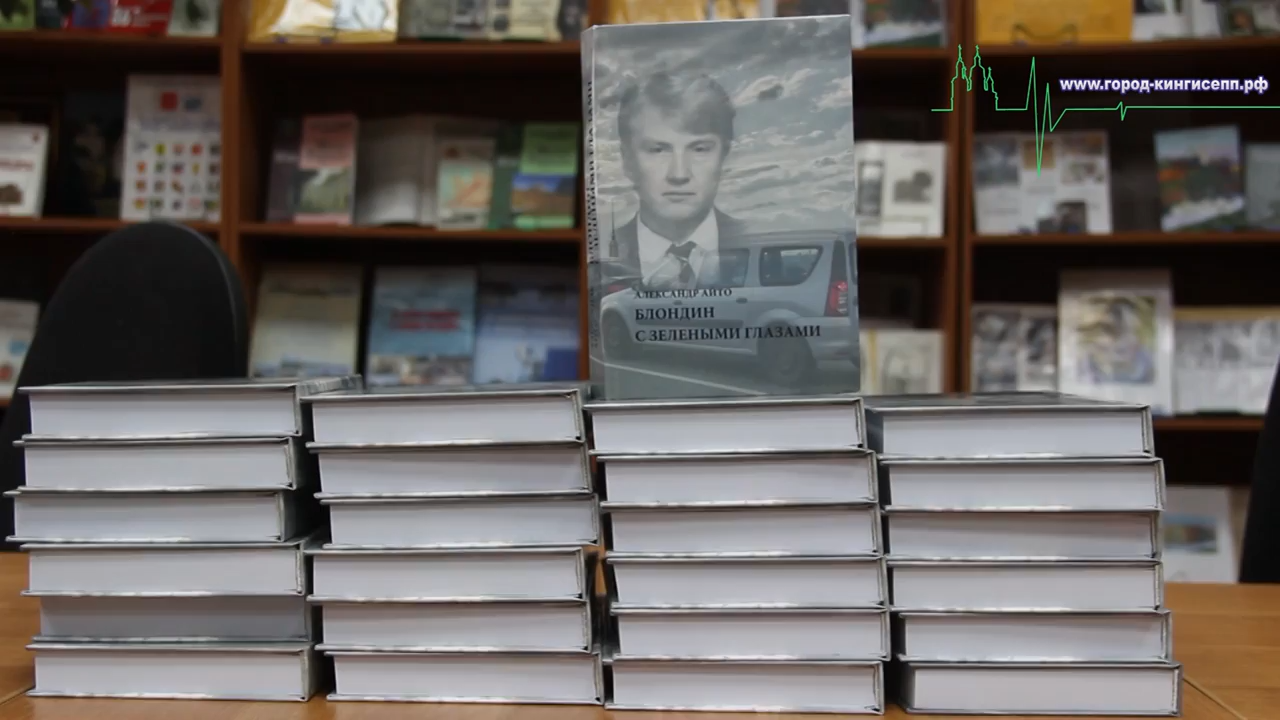 www.город-кингисепп.рф
АЛЕКСАНДР АЙТО
БЛОНДИН
С ЗЕЛЕНЫМИ ГЛАЗАМИ